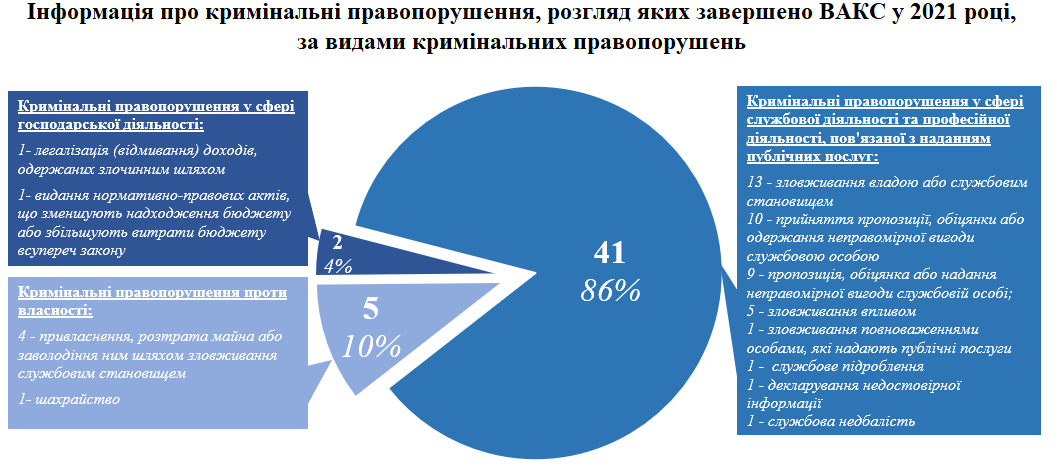 Інформація про кримінальні правопорушення, розгляд яких завершено ВАКС у 2021 році,
за видами кримінальних правопорушень
Кримінальні правопорушення у сфері
господарської діяльності:
1- легалізація (відмивання) доходів,
одержаних злочинним шляхом
1- видання нормативно-правових актів,
що зменшують надходження бюджету
або збільшують витрати бюджету
всупереч закону
Кримінальні правопорушення проти
власності:
4 - привласнення, розтрата майна або
заволодіння ним шляхом зловживання
службовим становищем
1- шахрайство
2
4%
5
10%
41
86%
Кримінальні правопорушення у сфері
службової діяльності та професійної
діяльності, пов'язаної з наданням
публічних послуг:
13 - зловживання владою або службовим
становищем
10 - прийняття пропозиції, обіцянки або
одержання неправомірної вигоди
службовою особою
9 - пропозиція, обіцянка або надання
неправомірної вигоди службовій особі;
5 - зловживання впливом
1 - зловживання повноваженнями
особами, які надають публічні послуги
1 -  службове підроблення
1 - декларування недостовірної
інформації
1 - службова недбалість